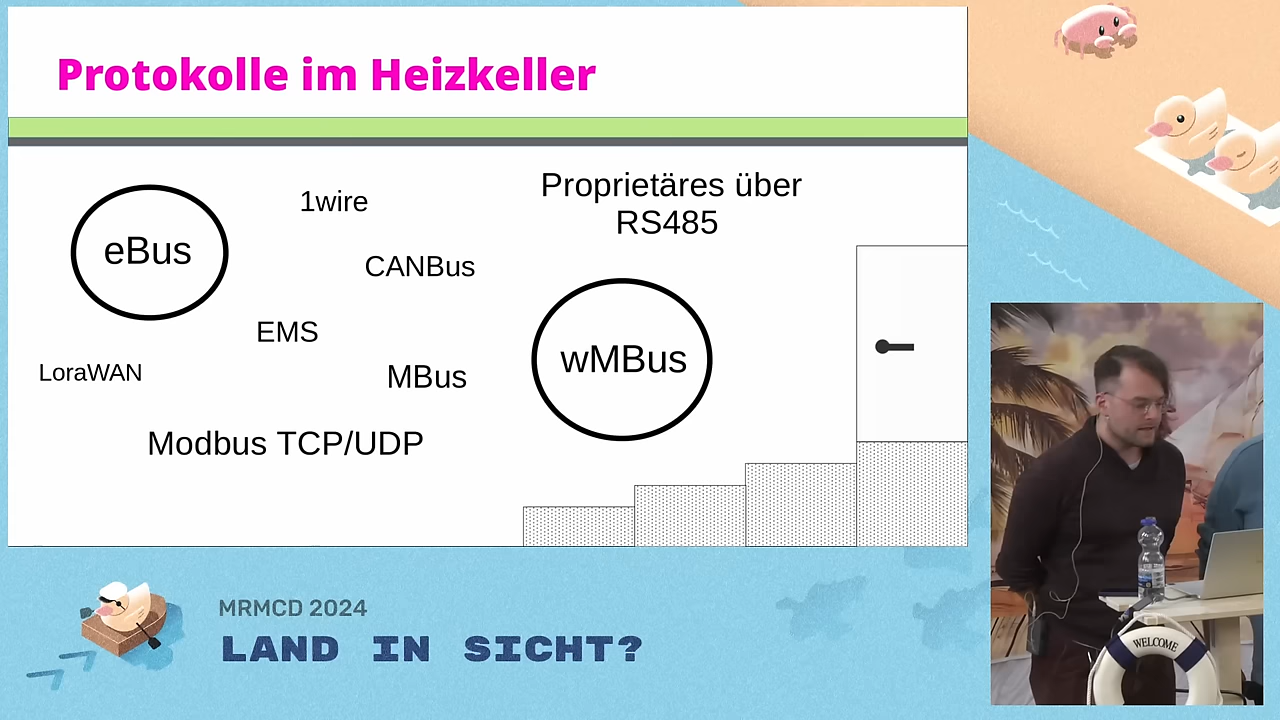 Protokolle im Heizkeller
eBus
1wire
Proprietäres über
RS485
CANBus
EMS
wMBus
LoraWAN
MBus
Modbus TCP/UDP
MRMCD 2024
LAND IN SICHT?
WELCOME